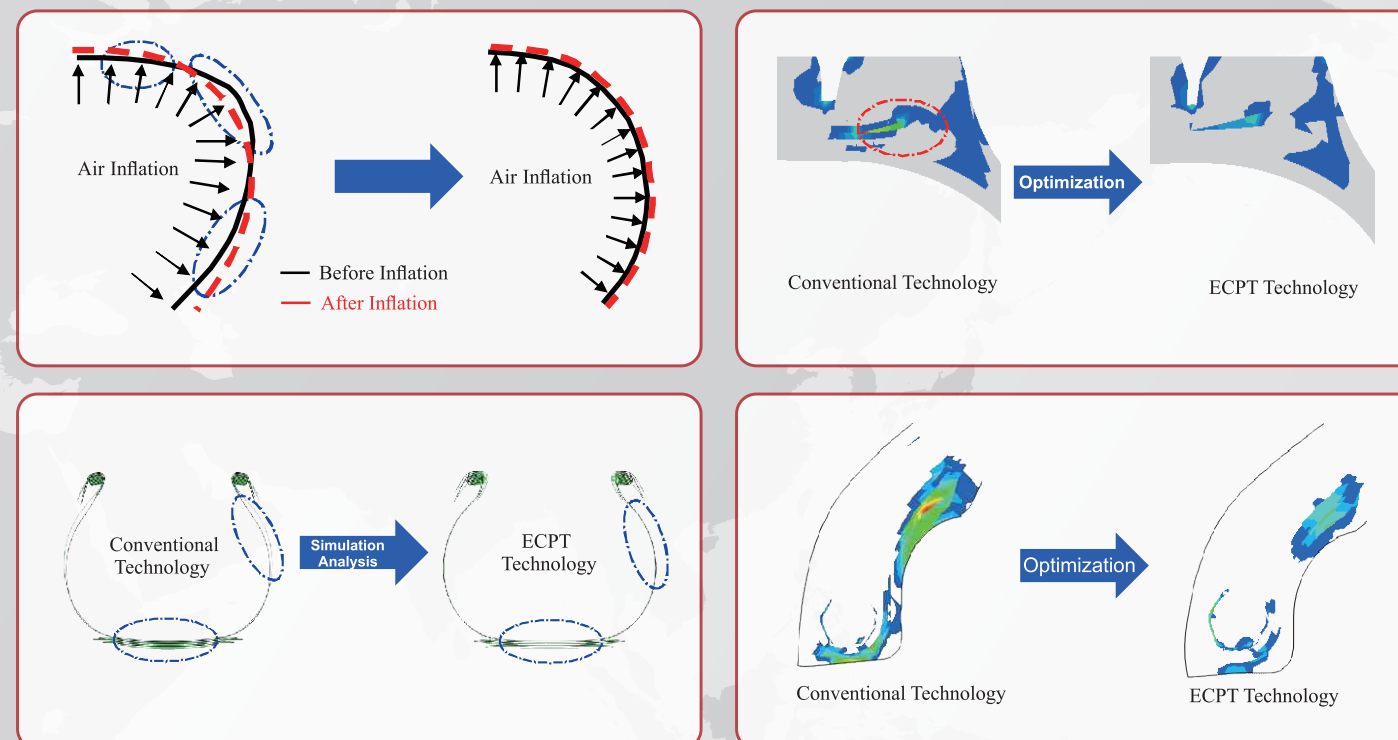 Air Inflation
Air Inflation
Before Inflation
After Inflation
Optimization
Conventional Technology
ECPT Technology
Conventional
Technology
Simulation
Analysis
ECPT
Technology
Optimization
Conventional Technology
ECPT Technology